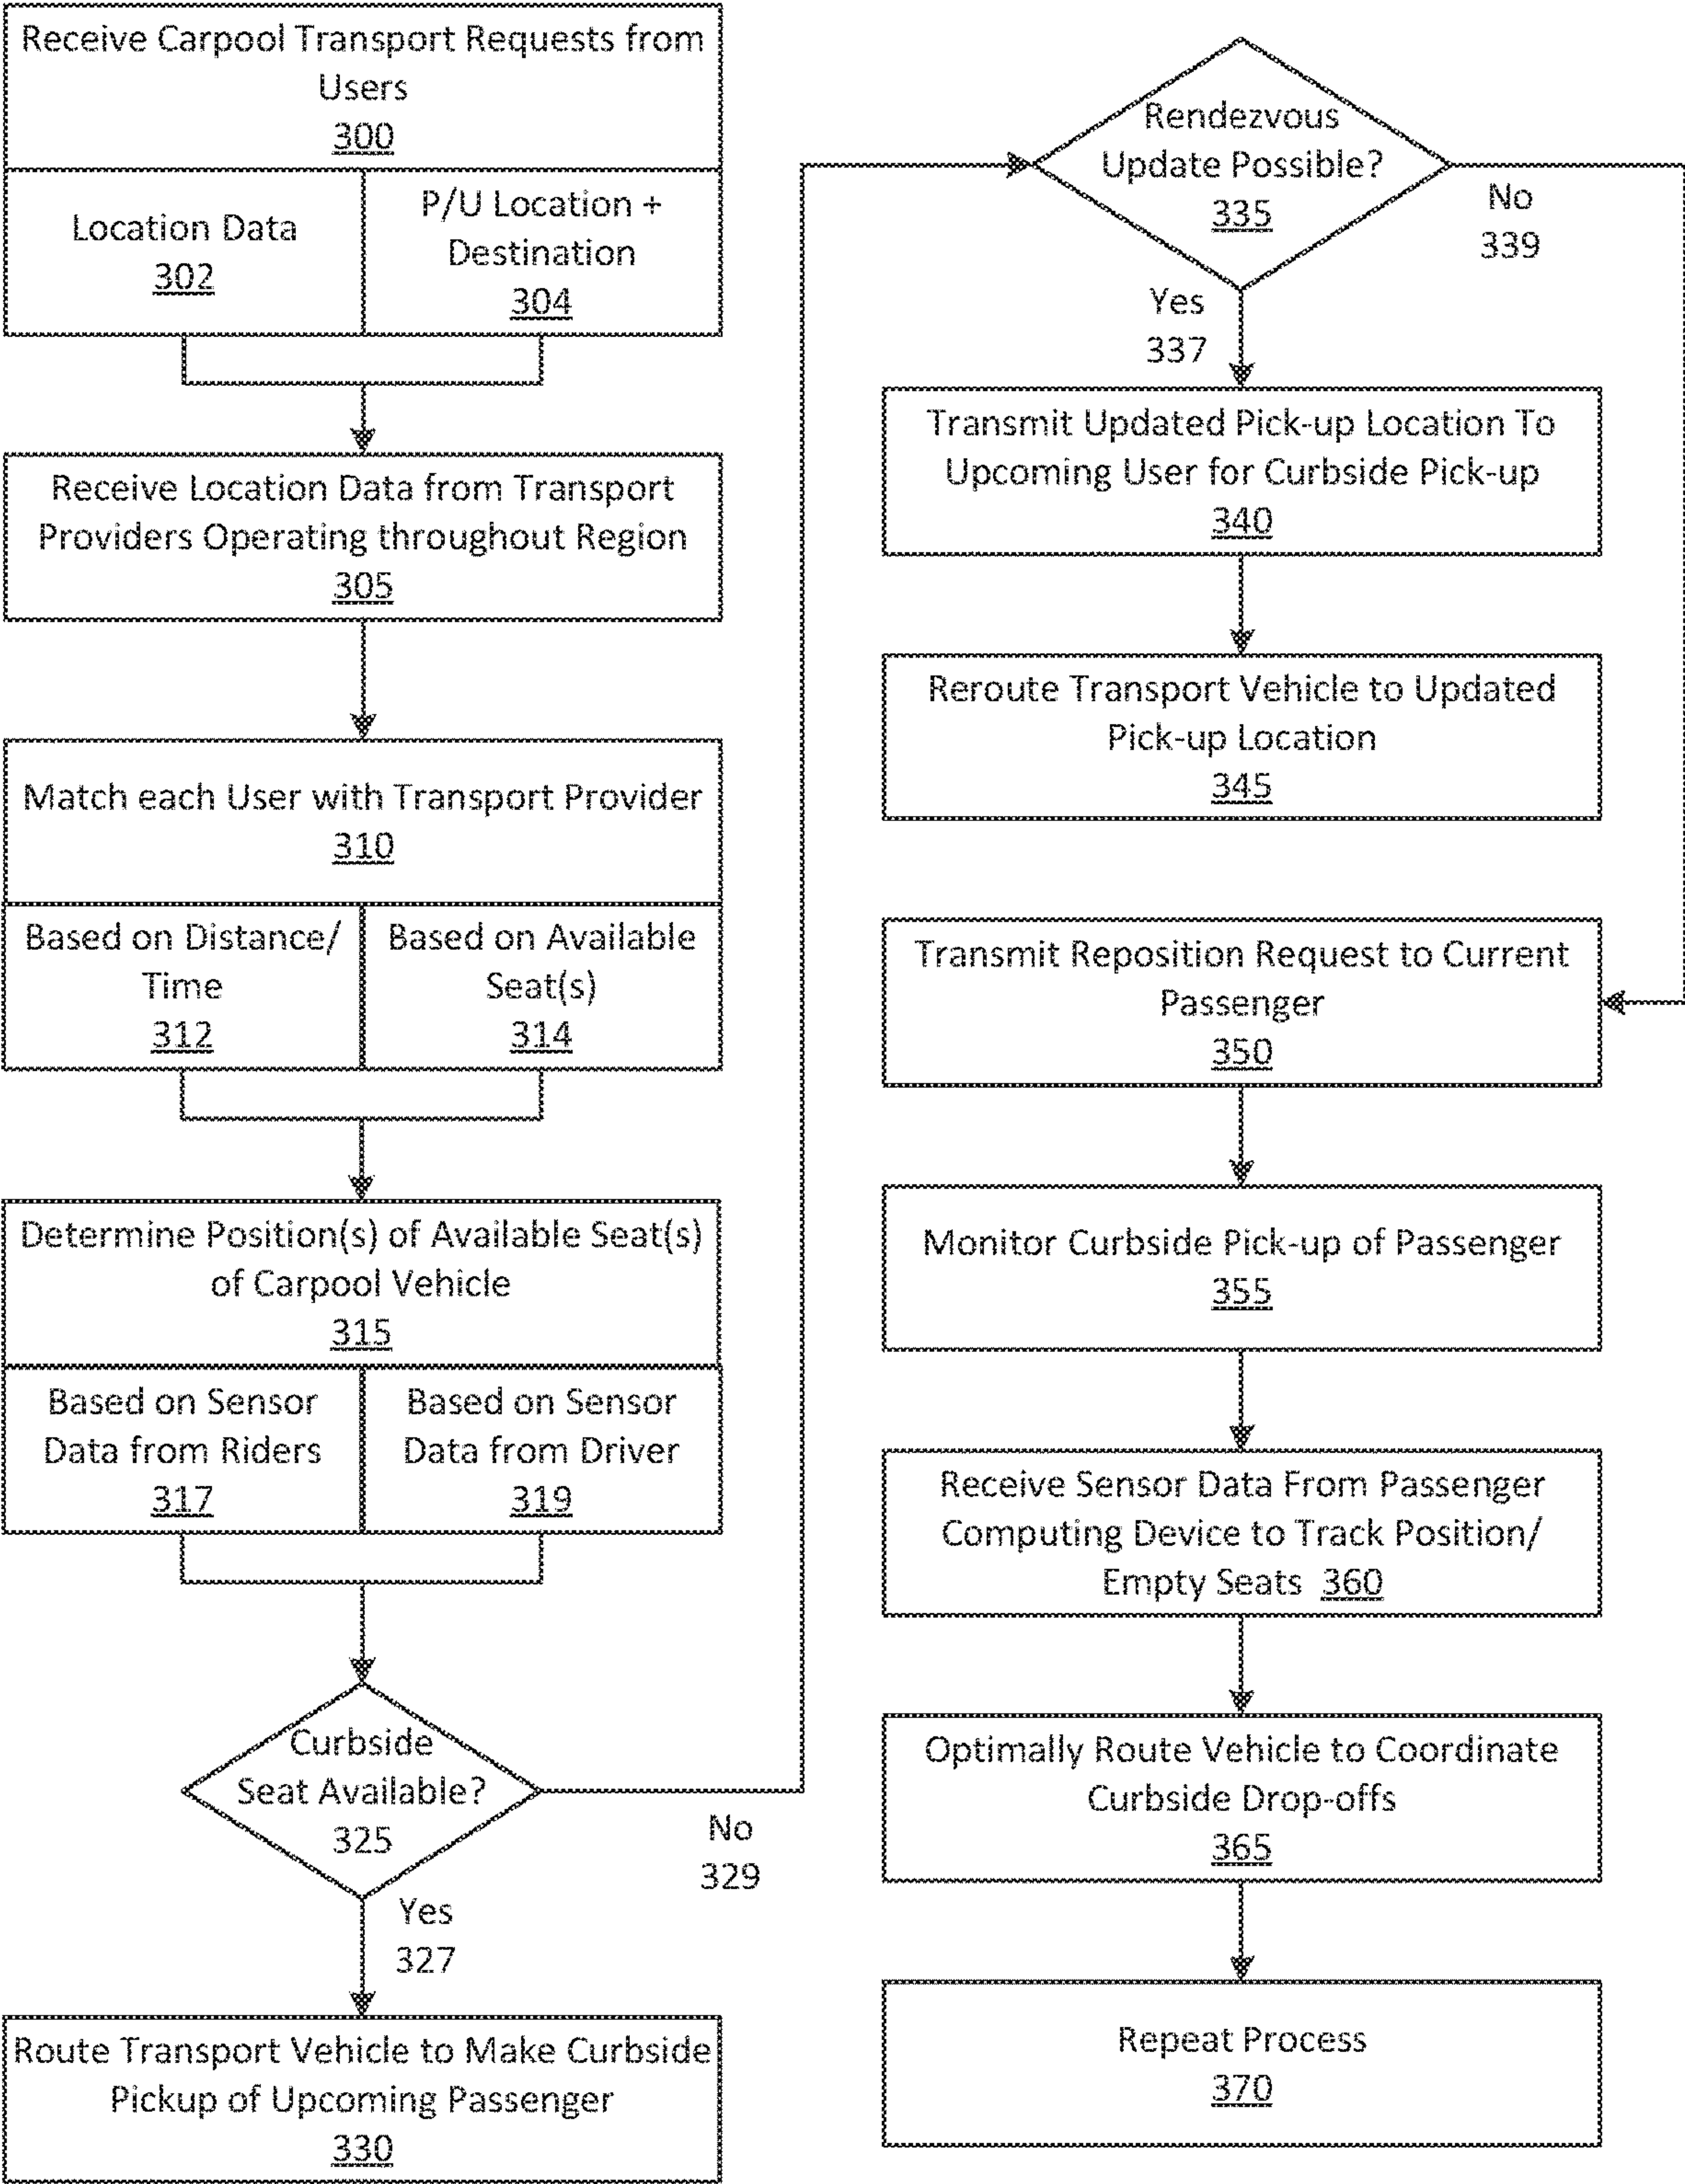 Receive Carpool Transport Requests from
Users
300
Location Data
302
P/U Location +
Destination
304
Receive Location Data from Transport
Providers Operating throughout Region
305
Match each User with Transport Provider
310
Based on Distance/
Time
312
Based on Available
Seat(s)
314
Determine Position(s) of Available Seat(s)
of Carpool Vehicle
315
Based on Sensor
Data from Riders
317
Based on Sensor
Data from Driver
319
Curbside
Seat Available?
325
No
329
Yes
327
Route Transport Vehicle to Make Curbside
Pickup of Upcoming Passenger
330
Rendezvous
Update Possible?
335
No
339
Yes
337
Transmit Updated Pick-up Location To
Upcoming User for Curbside Pick-up
340
Reroute Transport Vehicle to Updated
Pick-up Location
345
Transmit Reposition Request to Current
Passenger
350
Monitor Curbside Pick-up of Passenger
355
Receive Sensor Data From Passenger
Computing Device to Track Position/
Empty Seats 360
Optimally Route Vehicle to Coordinate
Curbside Drop-offs
365
Repeat Process
370